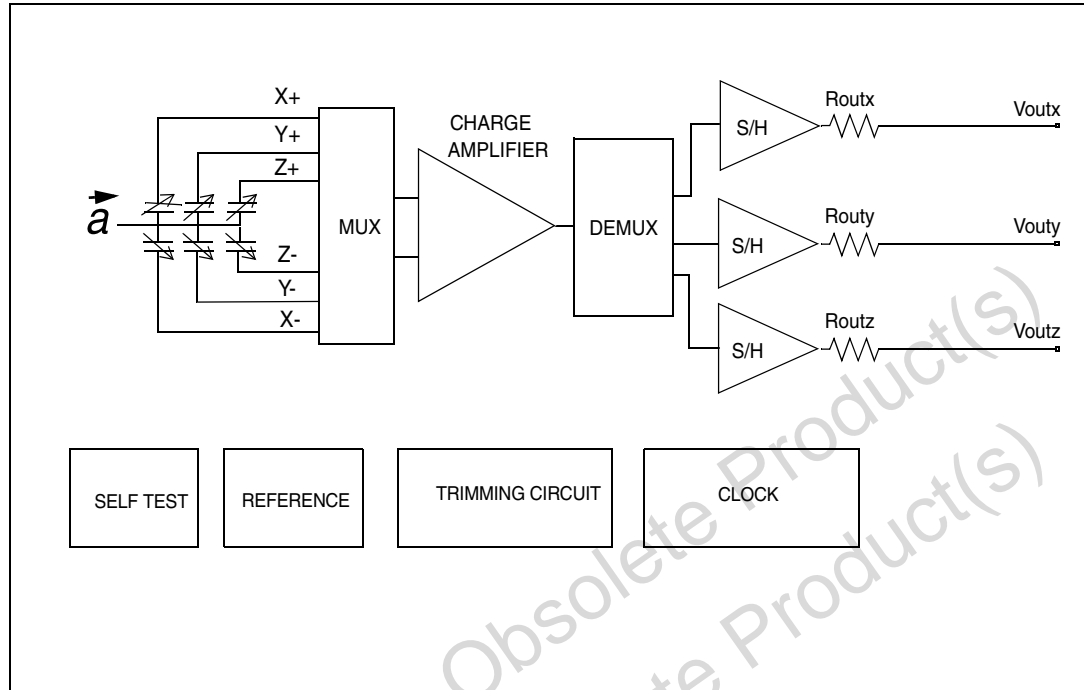 X+
Y+
Z+
a
Z-
Y-
X-
MUX
CHARGE
AMPLIFIER
DEMUX
S/H
Routx
Voutx
S/H
Routy
Vouty
S/H
Routz
Voutz
SELF TEST
REFERENCE
TRIMMING CIRCUIT
CLOCK
Obsolete Product(s)
Obsolete Product(s)